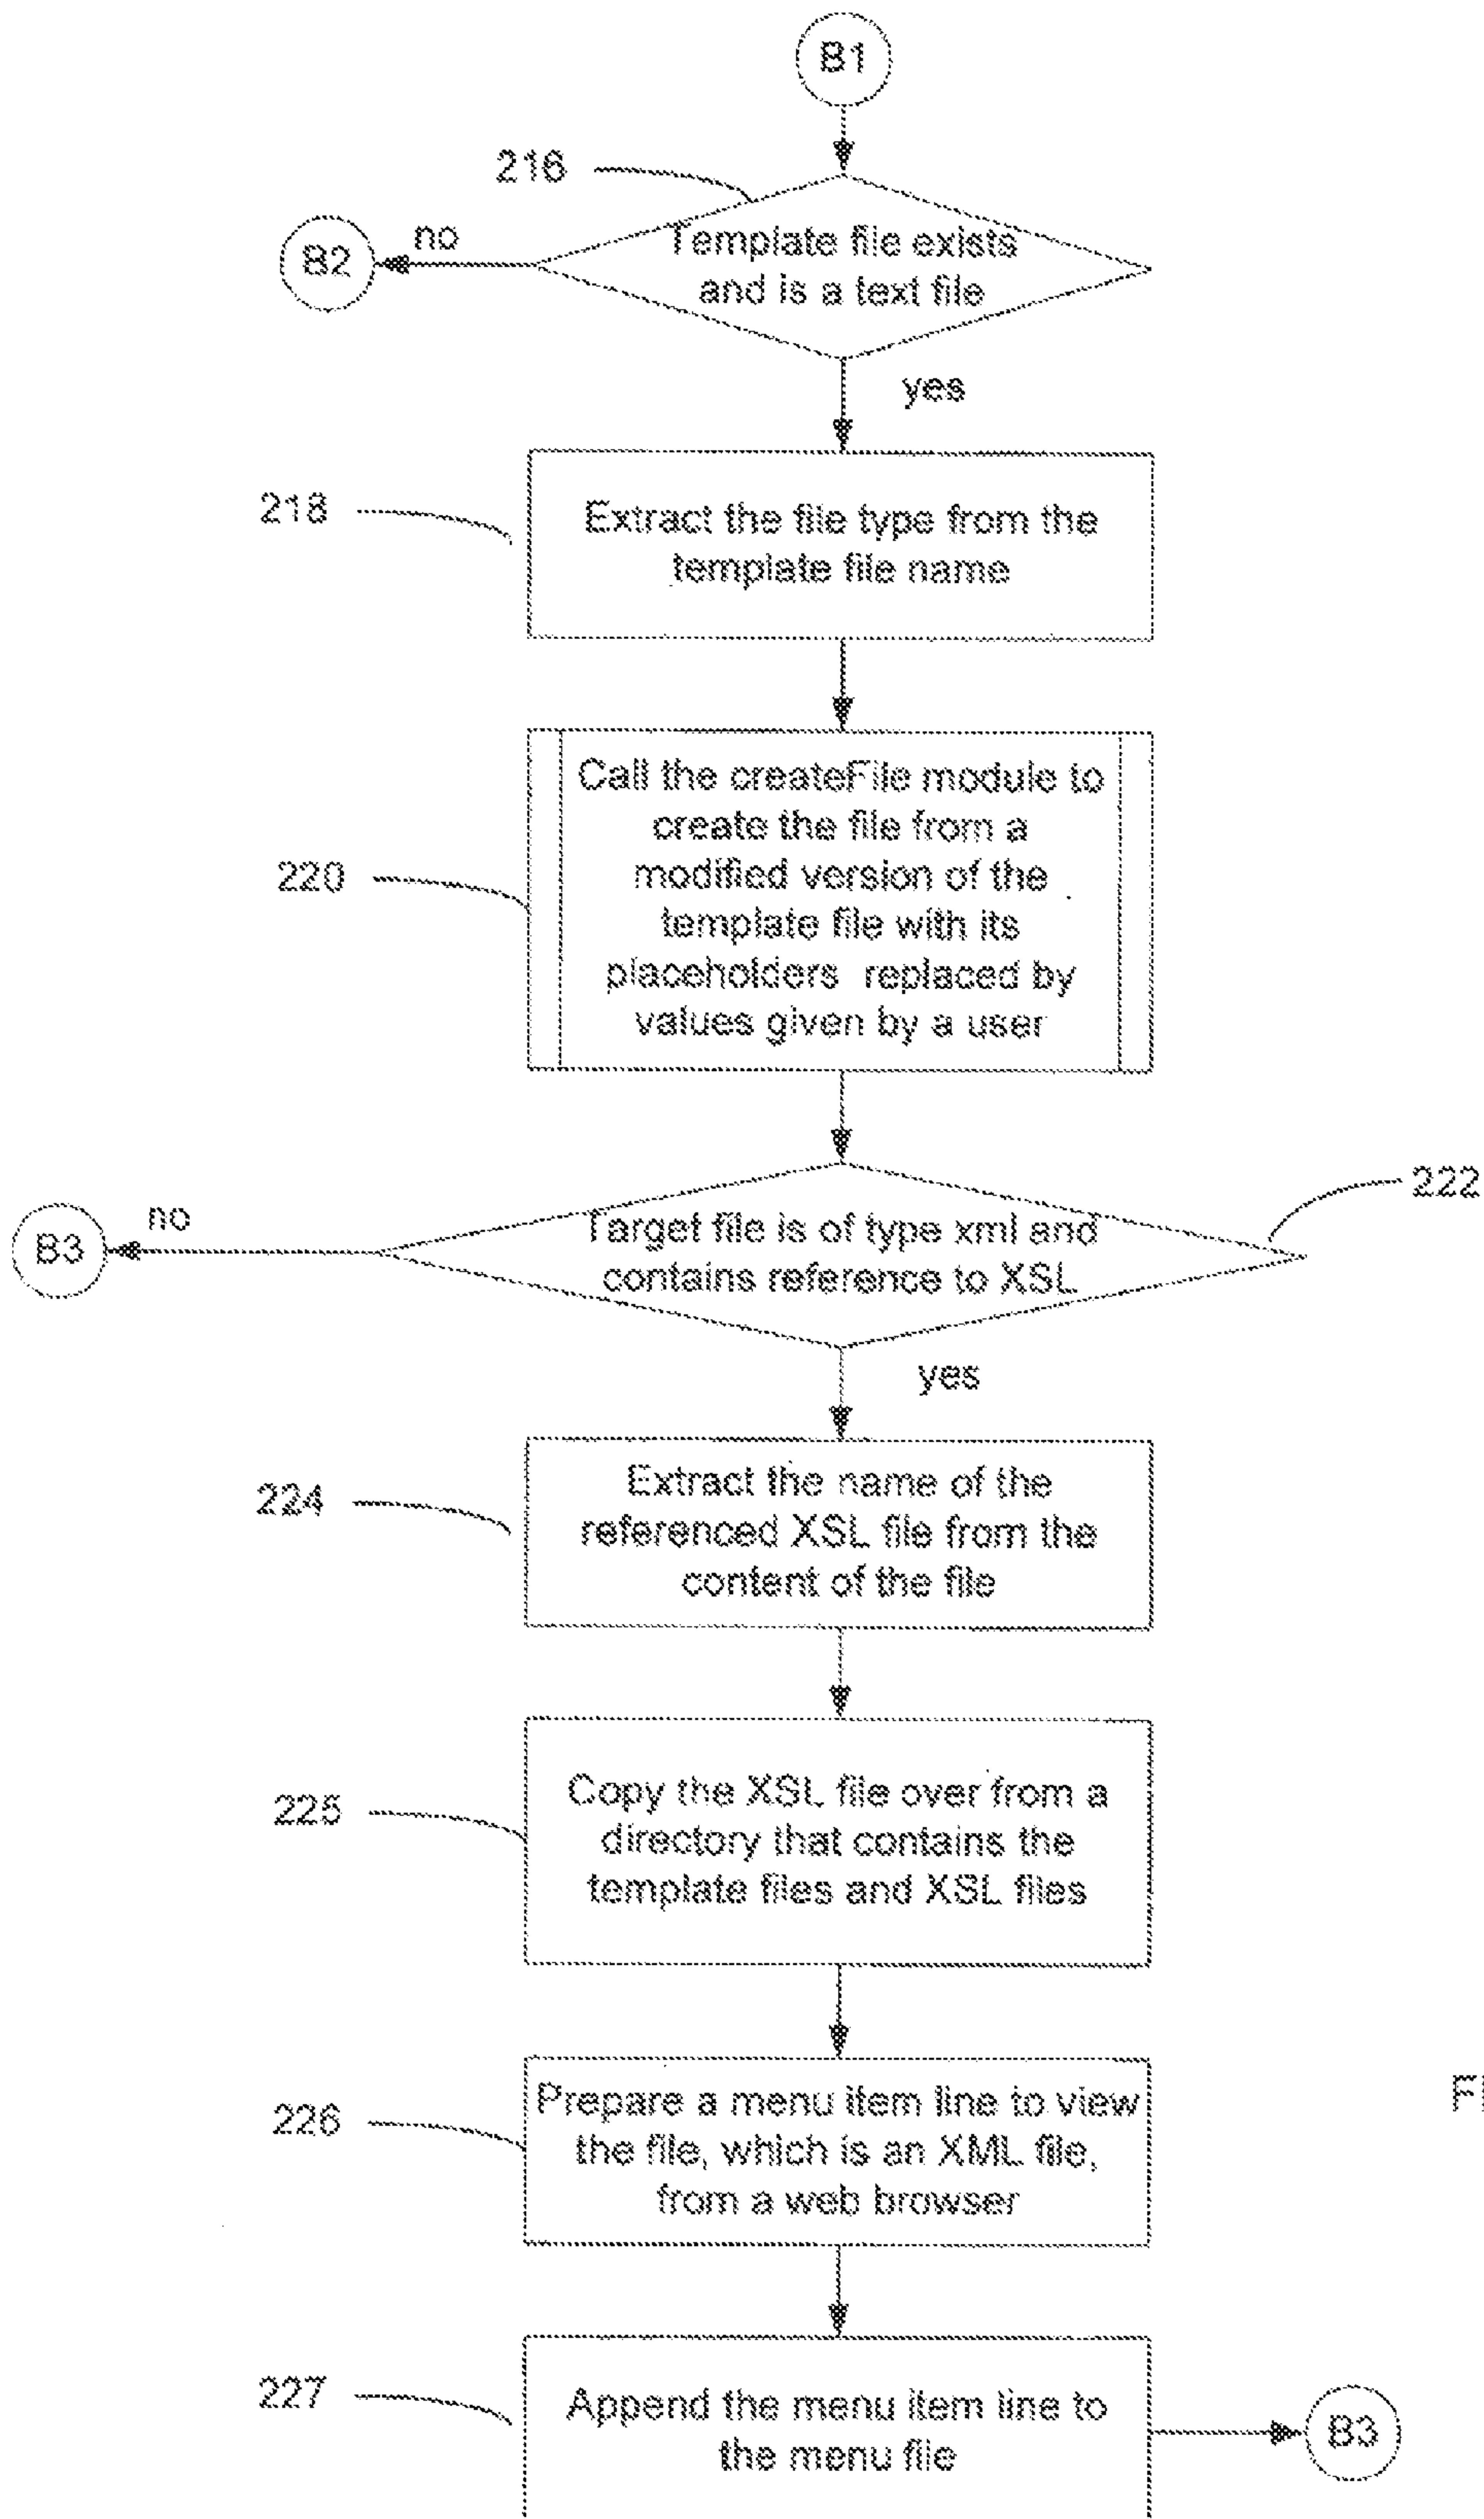 B1
216
B2
no
Template file exists
and is a text file
yes
218
Extract the file type from the
template file name
220
Call the createFile module to
create the file from a
modified version of the
template file with its
placeholders replaced by
values given by a user
222
B3
no
Target file is of type xml and
contains reference to XSL
yes
224
Extract the name of the
referenced XSL file from the
content of the file
225
Copy the XSL file over from a
directory that contains the
template files and XSL files
226
Prepare a menu item line to view
the file, which is an XML file,
from a web browser
227
Append the menu item line to
the menu file
B3